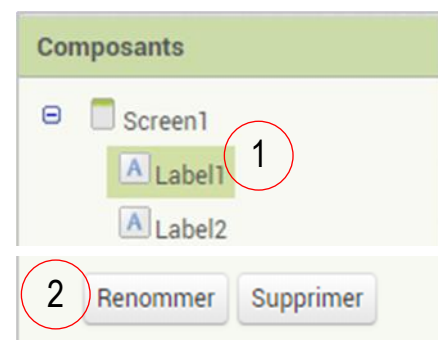 Composants
Screen1
Label1 1
Label2
2 Renommer Supprimer